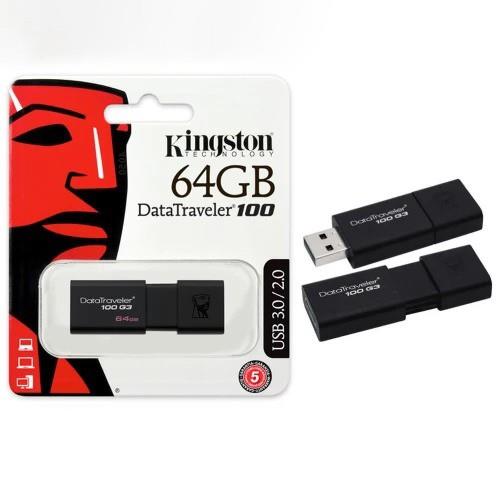 Kingston
TECHNOLOGY
64GB
DataTraveler 100
USB 3.0 / 2.0
DataTraveler
100 G3
64GB
5
DataTraveler
100 G3
DataTraveler
100 G3